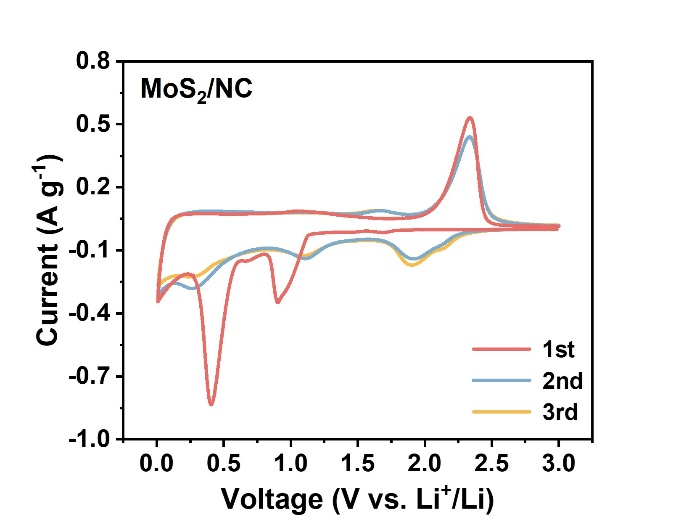 MoS₂/NC
Current (A g⁻¹)
0.8
0.5
0.2
-0.1
-0.4
-0.7
-1.0
1st
2nd
3rd
0.0 0.5 1.0 1.5 2.0 2.5 3.0
Voltage (V vs. Li⁺/Li)